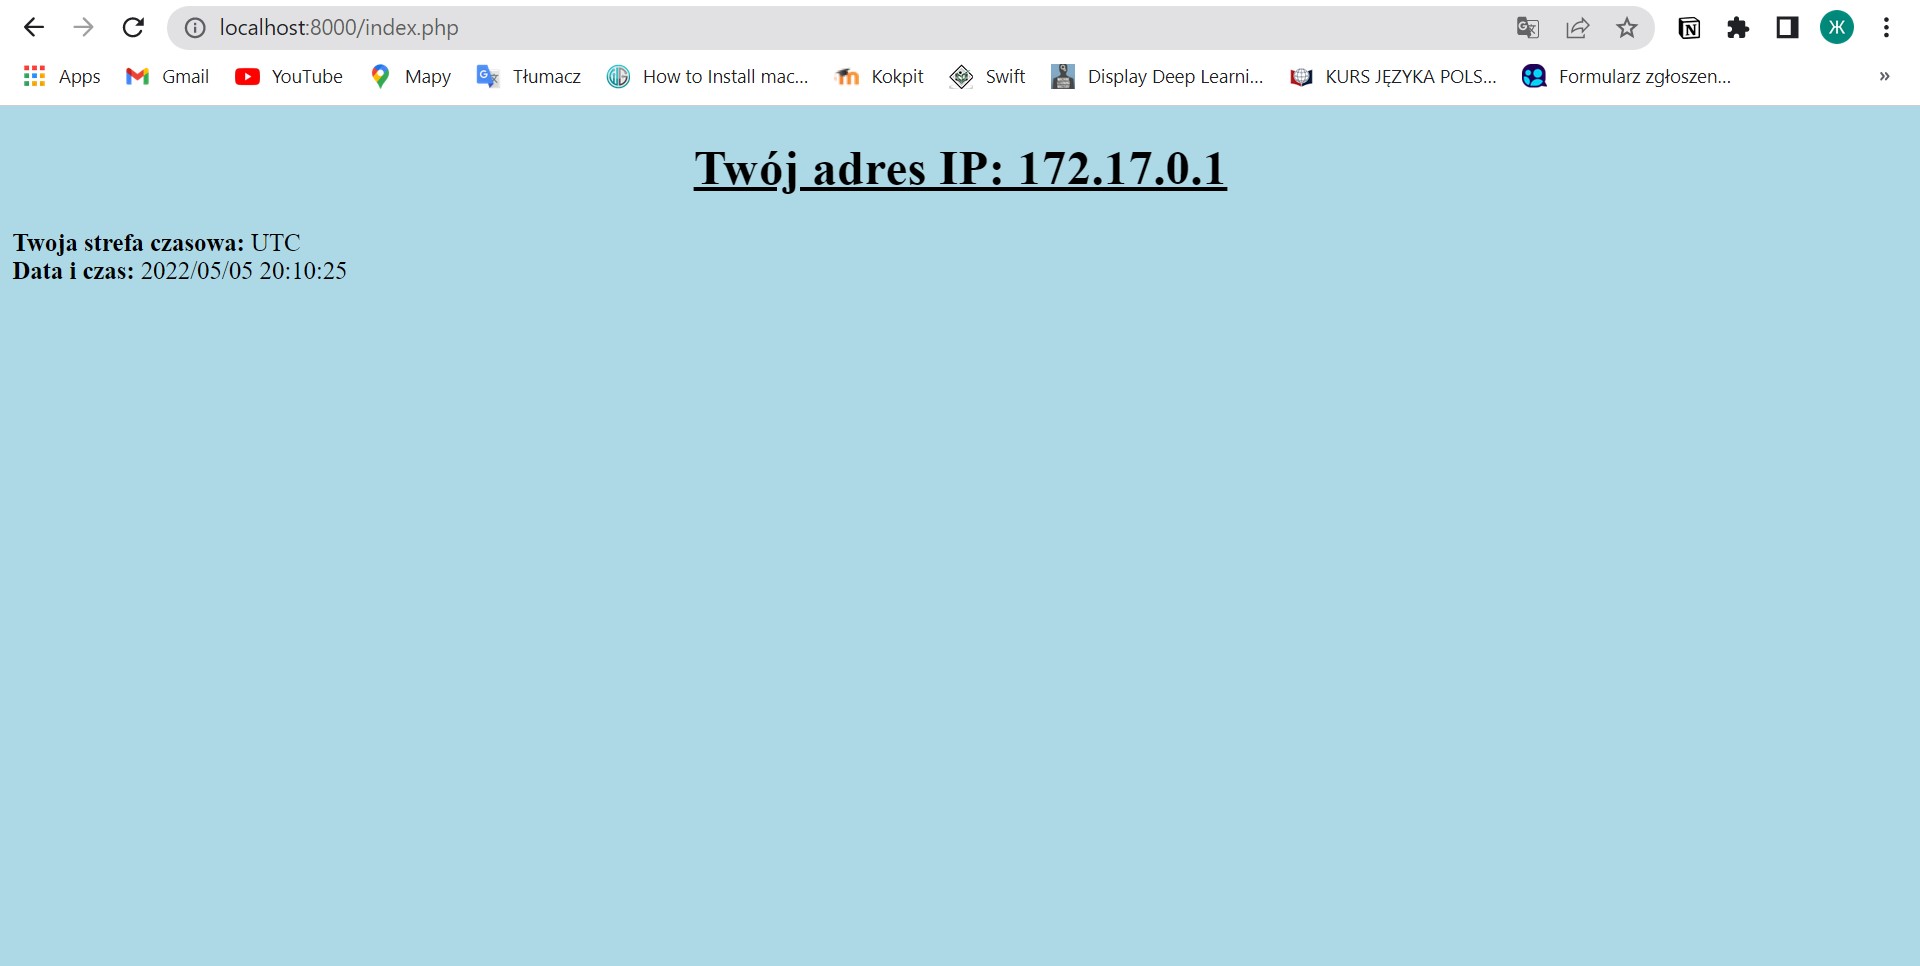 localhost:8000/index.php
Ж
Apps Gmail YouTube Mapy Tłumacz How to Install mac... Kokpit Swift Display Deep Learni... KURS JĘZYKA POLS... Formularz zgłoszen... »
Twój adres IP: 172.17.0.1
Twoja strefa czasowa: UTC
Data i czas: 2022/05/05 20:10:25